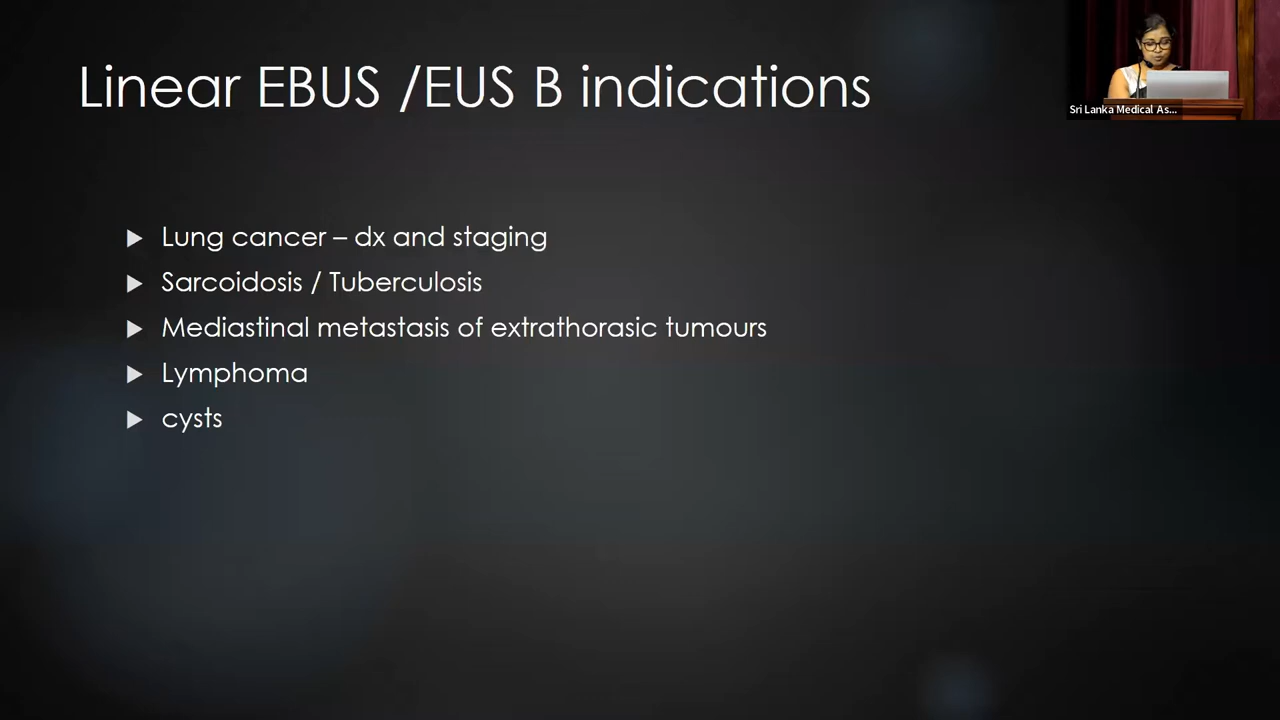 Linear EBUS /EUS B indications
Sri Lanka Medical As...
Lung cancer – dx and staging
Sarcoidosis / Tuberculosis
Mediastinal metastasis of extrathorasic tumours
Lymphoma
cysts